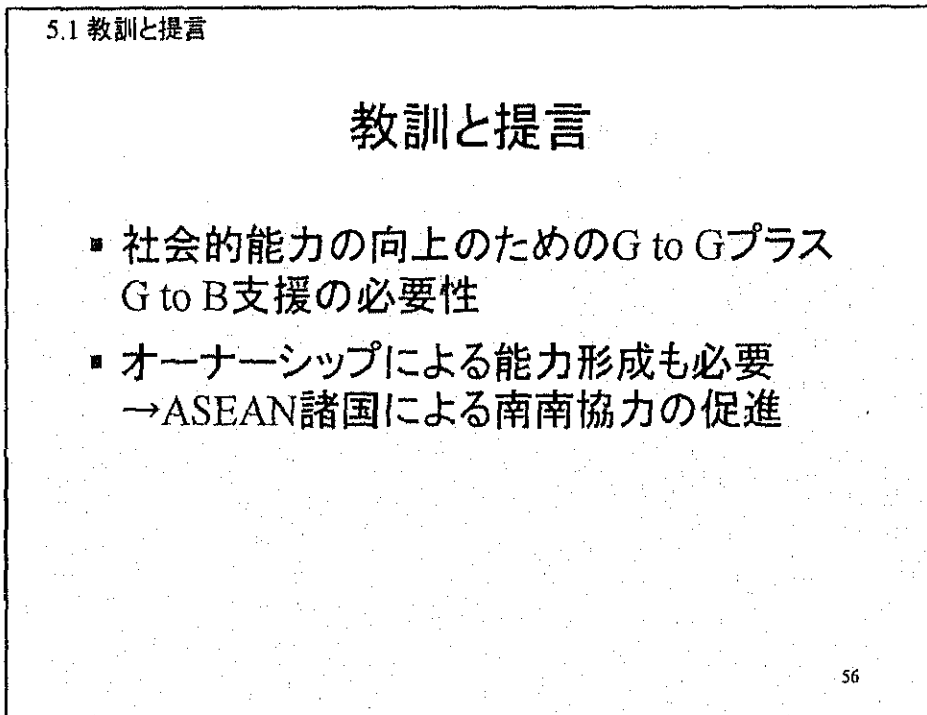 5.1 教訓と提言
教訓と提言
▪ 社会的能力の向上のためのG to Gプラス
G to B支援の必要性
▪ オーナーシップによる能力形成も必要
→ASEAN諸国による南南協力の促進
56